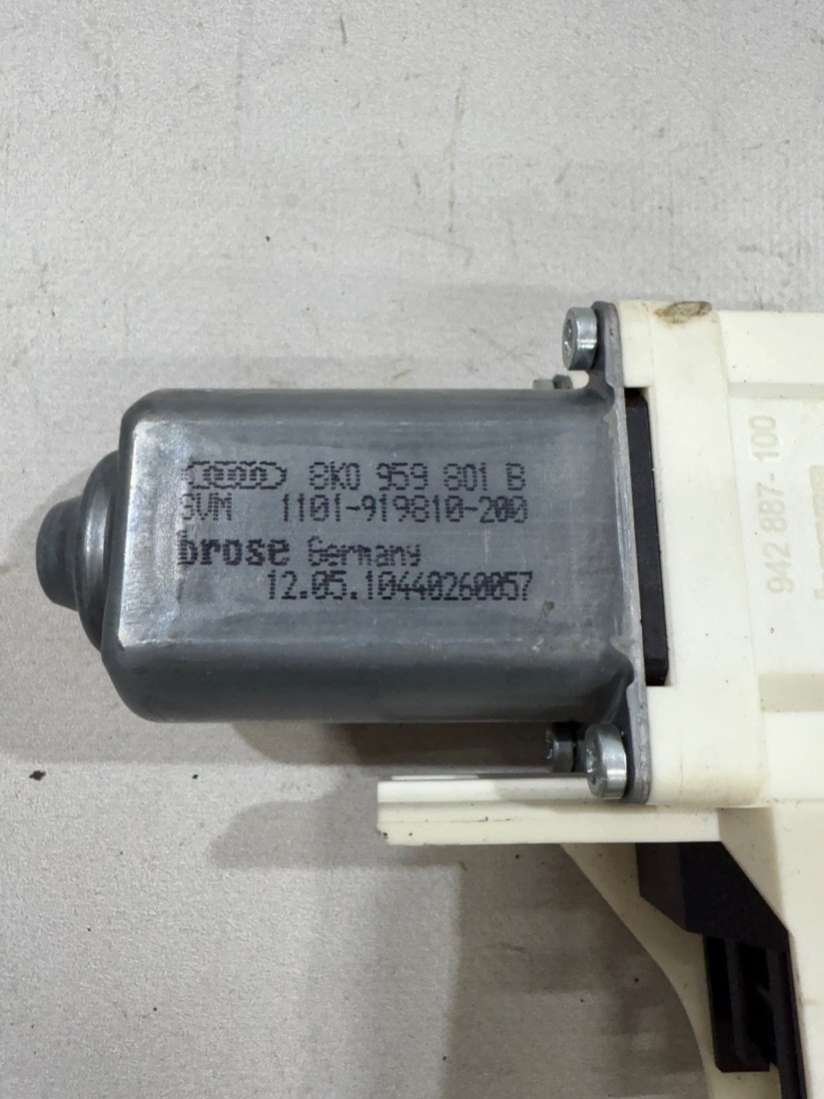 8K0 959 801 B
GVM 1101-919810-200
brose Germany
12.05.10440260057
942 887-100